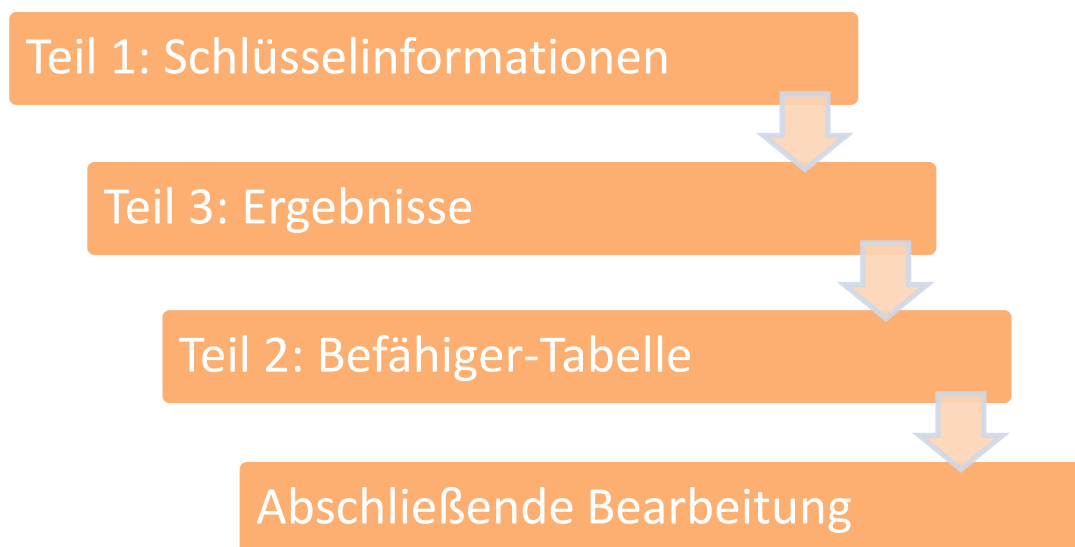 Teil 1: Schlüsselinformationen
Teil 3: Ergebnisse
Teil 2: Befähiger-Tabelle
Abschließende Bearbeitung